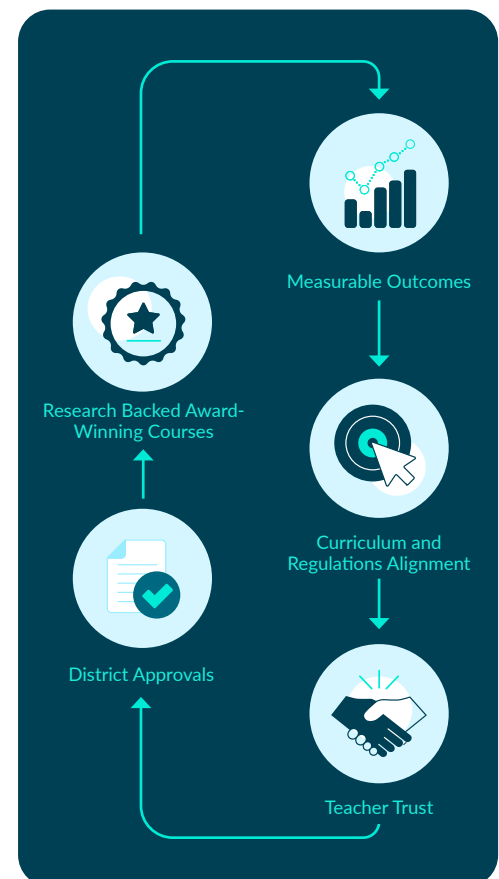 Measurable Outcomes
Research Backed Award-
Winning Courses
Curriculum and
Regulations Alignment
District Approvals
Teacher Trust